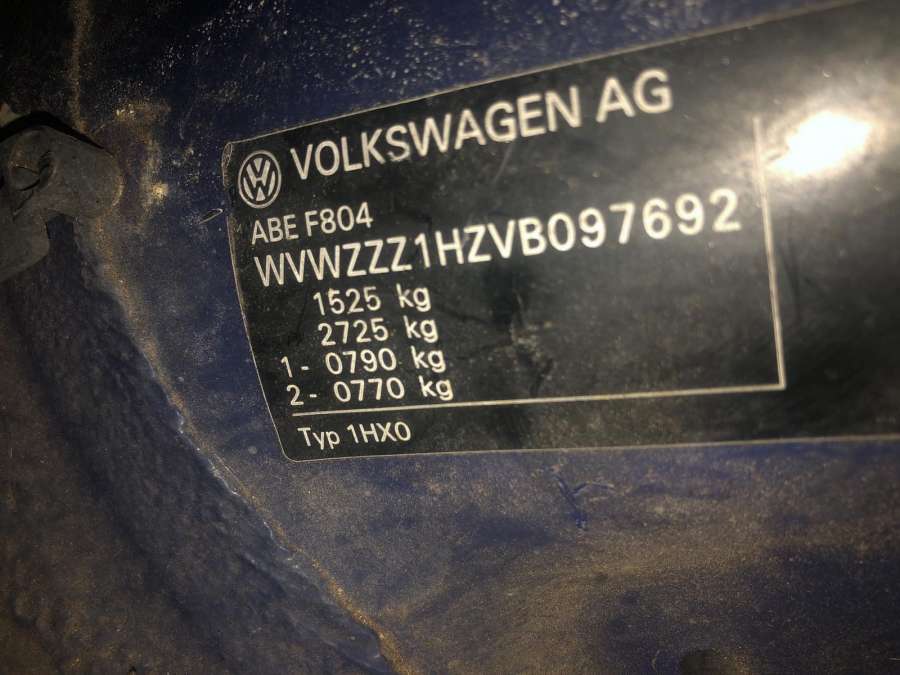 VOLKSWAGEN AG
ABE F804
WVWZZZ1HZVB097692
1525 kg
2725 kg
1- 0790 kg
2- 0770 kg
Typ 1HX0